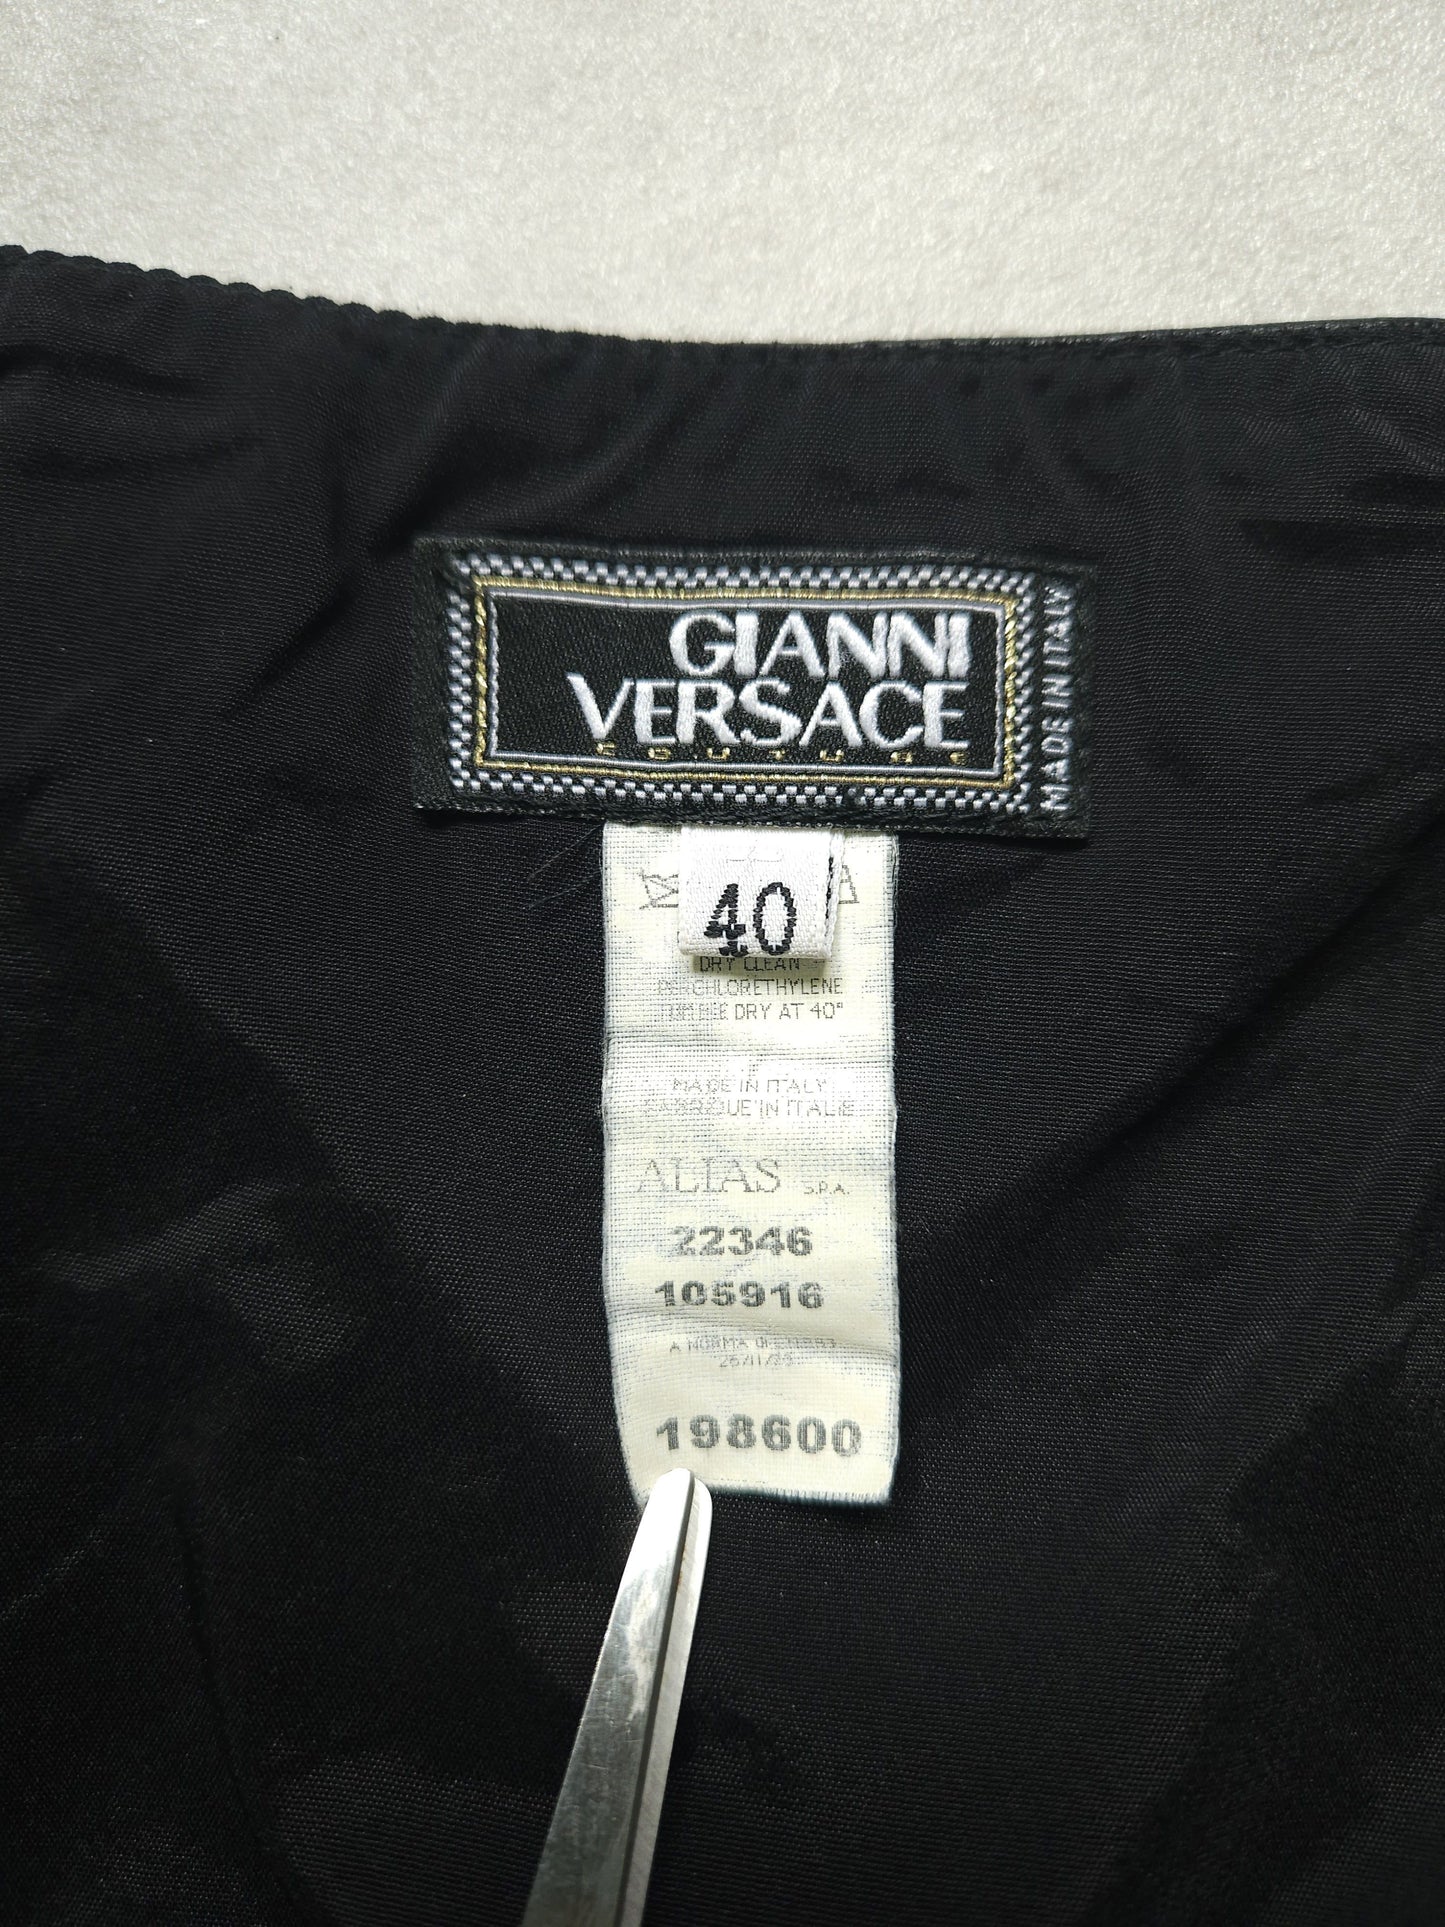 GIANNI
VERSACE
COUTURE
MADE IN ITALY
40
DRY CLEAN
PERCHLORETHYLENE
DRY AT 40°
MADE IN ITALY
FABRIQUE IN ITALIE
ALIAS S.P.A.
22346
105916
A NORMA
198600